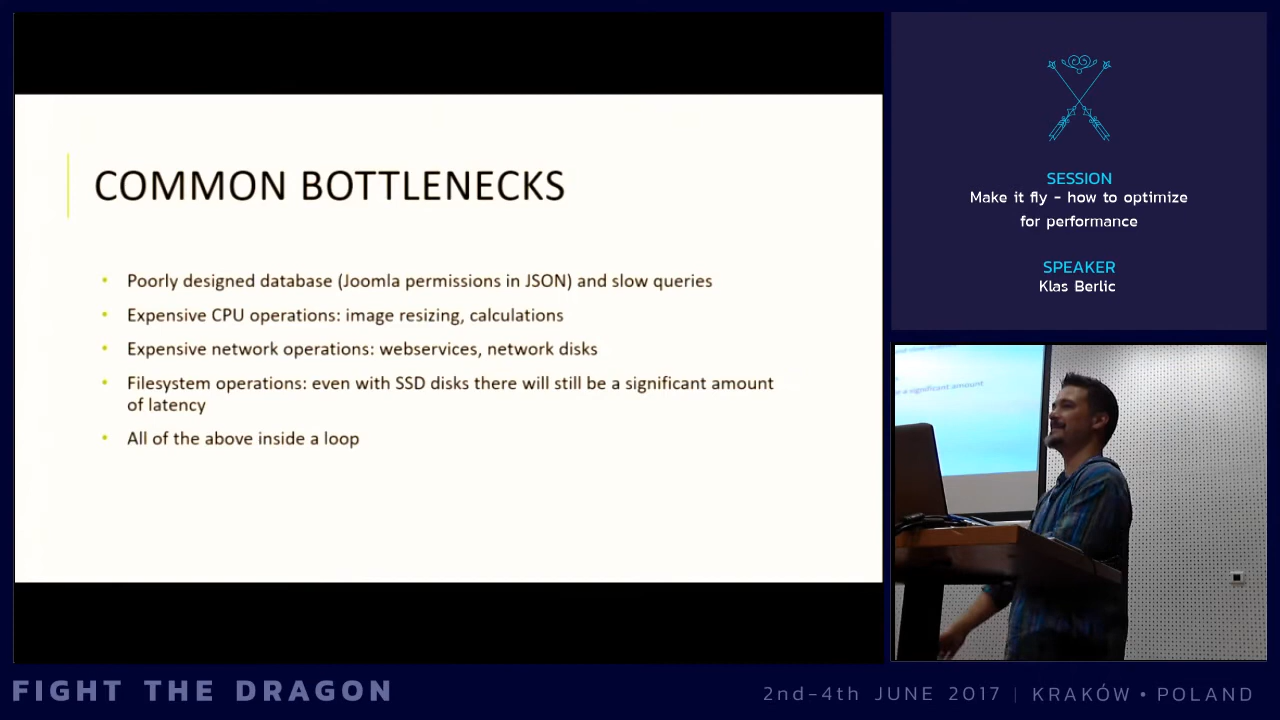 COMMON BOTTLENECKS
• Poorly designed database (Joomla permissions in JSON) and slow queries
• Expensive CPU operations: image resizing, calculations
• Expensive network operations: webservices, network disks
• Filesystem operations: even with SSD disks there will still be a significant amount
of latency
• All of the above inside a loop
SESSION
Make it fly - how to optimize
for performance
SPEAKER
Klas Berlic
a significant amount
FIGHT THE DRAGON
2nd-4th JUNE 2017 | KRAKÓW • POLAND